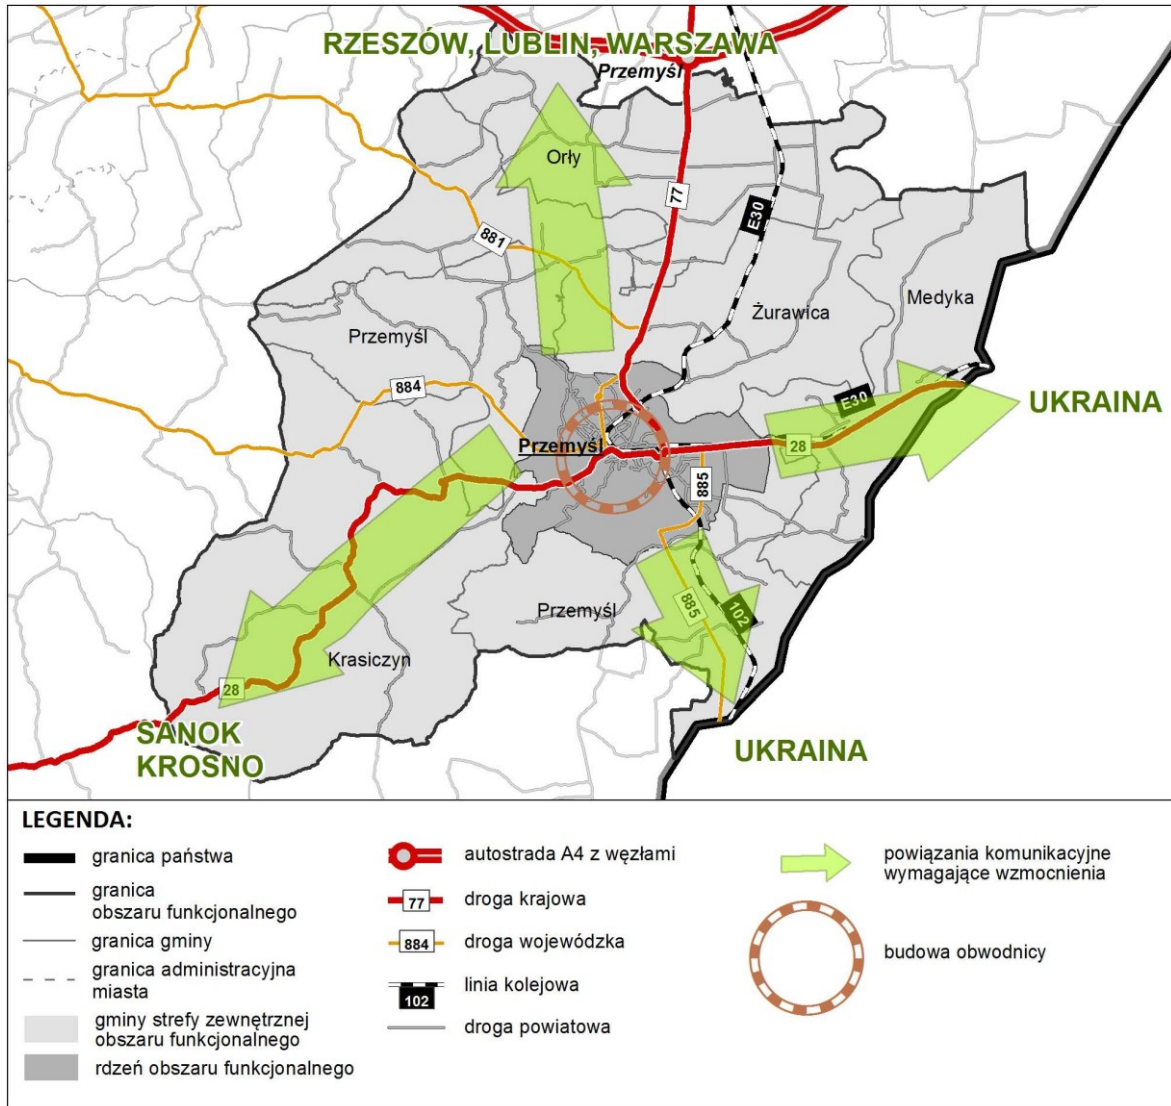 RZESZÓW, LUBLIN, WARSZAWA
Przemyśl
Orły
77
E30
881
Medyka
Żurawica
Przemyśl
884
E30
UKRAINA
Przemyśl
28
885
Przemyśl
885
102
Krasiczyn
28
SANOK
KROSNO
UKRAINA
LEGENDA:
granica państwa
granica
obszaru funkcjonalnego
granica gminy
granica administracyjna
miasta
gminy strefy zewnętrznej
obszaru funkcjonalnego
rdzeń obszaru funkcjonalnego
autostrada A4 z węzłami
77
droga krajowa
884
droga wojewódzka
linia kolejowa
102
droga powiatowa
powiązania komunikacyjne
wymagające wzmocnienia
budowa obwodnicy